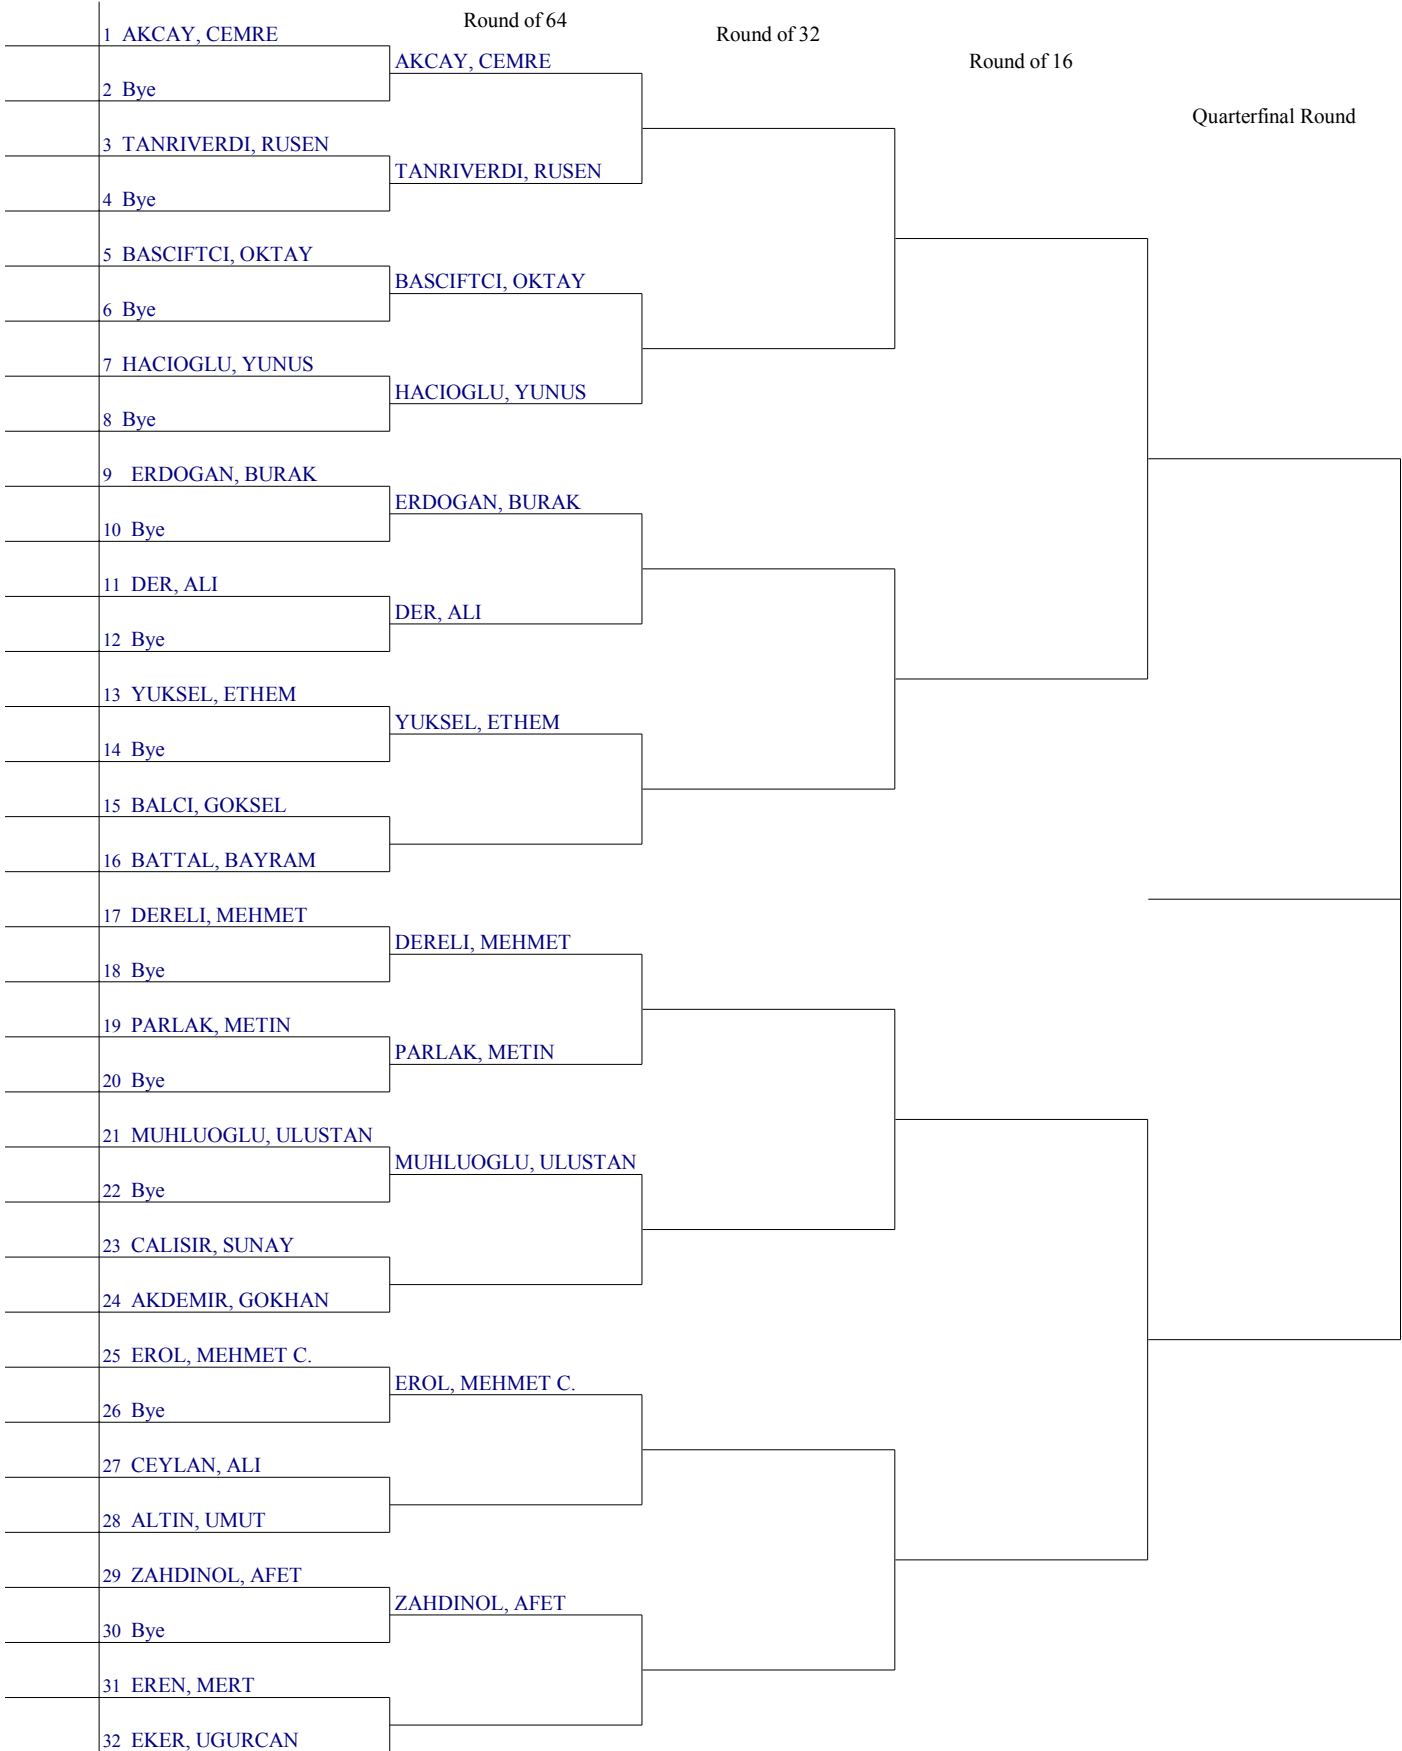 Round of 64
Round of 32
Round of 16
Quarterfinal Round
1 AKCAY, CEMRE
2 Bye
3 TANRIVERDI, RUSEN
4 Bye
5 BASCIFTCI, OKTAY
6 Bye
7 HACIOGLU, YUNUS
8 Bye
9 ERDOGAN, BURAK
10 Bye
11 DER, ALI
12 Bye
13 YUKSEL, ETHEM
14 Bye
15 BALCI, GOKSEL
16 BATTAL, BAYRAM
17 DERELI, MEHMET
18 Bye
19 PARLAK, METIN
20 Bye
21 MUHLUOGLU, ULUSTAN
22 Bye
23 CALISIR, SUNAY
24 AKDEMIR, GOKHAN
25 EROL, MEHMET C.
26 Bye
27 CEYLAN, ALI
28 ALTIN, UMUT
29 ZAHDINOL, AFET
30 Bye
31 EREN, MERT
32 EKER, UGURCAN
AKCAY, CEMRE
TANRIVERDI, RUSEN
BASCIFTCI, OKTAY
HACIOGLU, YUNUS
ERDOGAN, BURAK
DER, ALI
YUKSEL, ETHEM
DERELI, MEHMET
PARLAK, METIN
MUHLUOGLU, ULUSTAN
EROL, MEHMET C.
ZAHDINOL, AFET